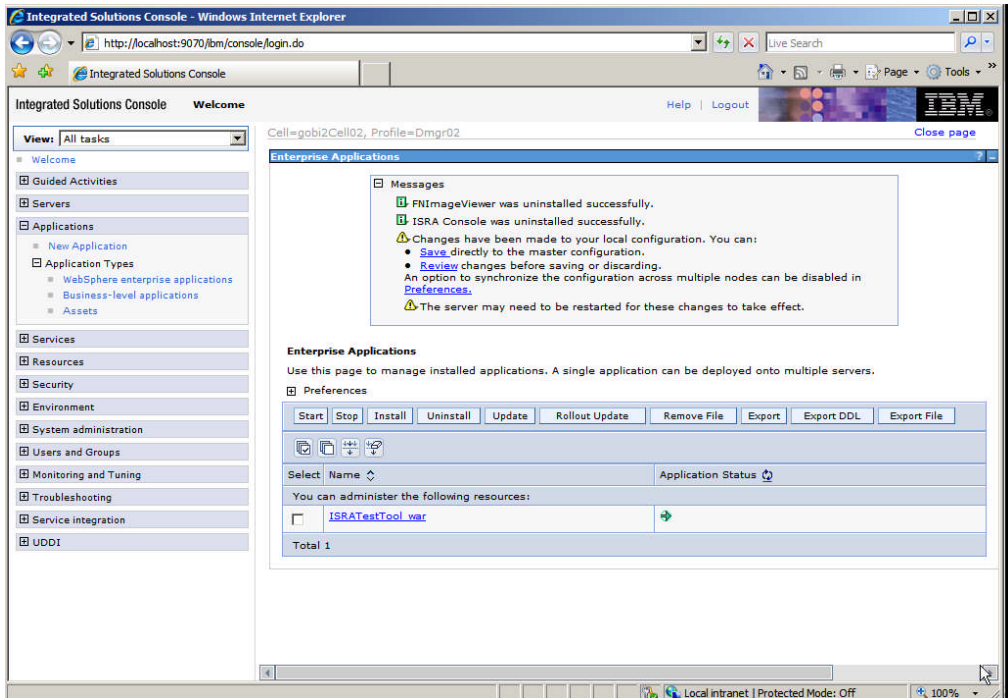 Integrated Solutions Console - Windows Internet Explorer
http://localhost:9070/ibm/console/login.do
Live Search
Integrated Solutions Console
Page
Tools
»
Integrated Solutions Console Welcome
Help | Logout
IBM.
View: All tasks
Cell=gobi2Cell02, Profile=Dmgr02
Close page
Welcome
Guided Activities
Servers
Applications
New Application
Application Types
WebSphere enterprise applications
Business-level applications
Assets
Services
Resources
Security
Environment
System administration
Users and Groups
Monitoring and Tuning
Troubleshooting
Service integration
UDDI
Enterprise Applications
?
Messages
FNImageViewer was uninstalled successfully.
ISRA Console was uninstalled successfully.
Changes have been made to your local configuration. You can:
• Save directly to the master configuration.
• Review changes before saving or discarding.
An option to synchronize the configuration across multiple nodes can be disabled in
Preferences.
The server may need to be restarted for these changes to take effect.
Enterprise Applications
Use this page to manage installed applications. A single application can be deployed onto multiple servers.
Preferences
Start Stop Install Uninstall Update Rollout Update Remove File Export Export DDL Export File
Select Name Application Status
You can administer the following resources:
ISRATestTool_war
Total 1
Local intranet | Protected Mode: Off
100%